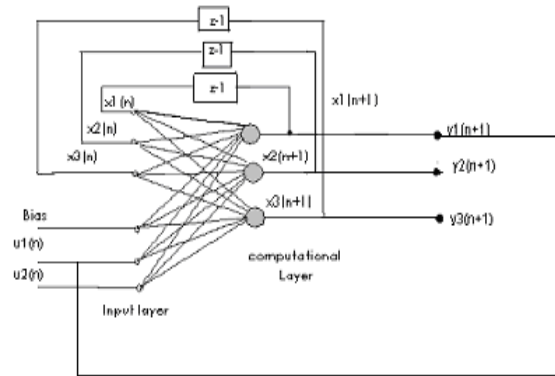 z-1
z-1
z-1
x1(n)
x1(n+1)
x2(n)
y1(n+1)
x3(n)
x2(n+1)
y2(n+1)
x3(n+1)
Bias
y3(n+1)
u1(n)
computational
Layer
u2(n)
Input layer